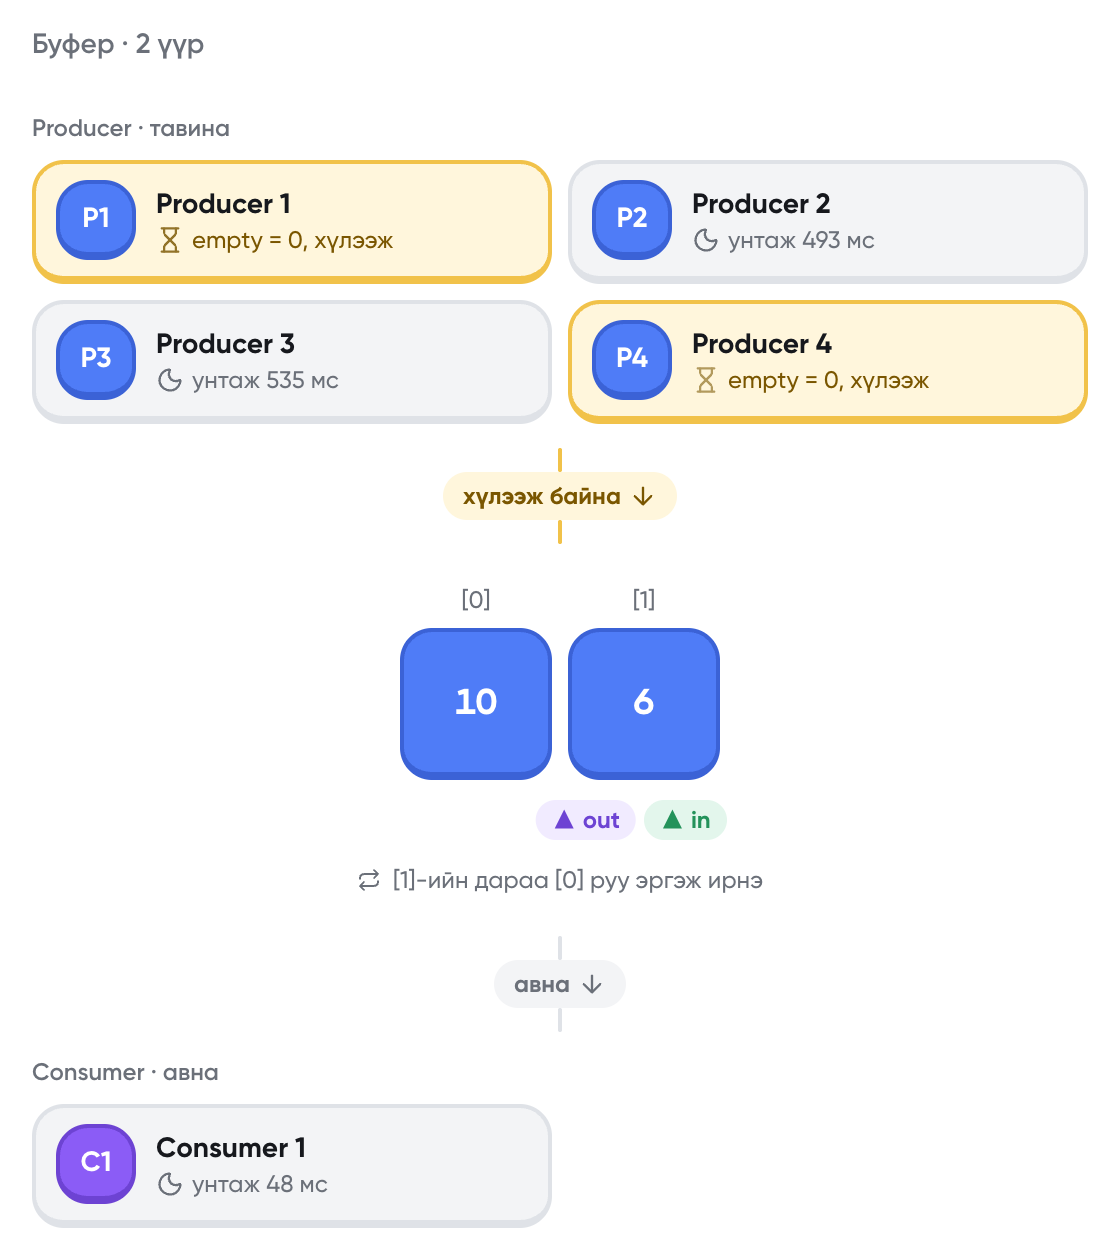 Буфер · 2 үүр
Producer · тавина
P1
Producer 1
empty = 0, хүлээж
P2
Producer 2
унтаж 493 мс
P3
Producer 3
унтаж 535 мс
P4
Producer 4
empty = 0, хүлээж
хүлээж байна ↓
[0] [1]
10 6
▲ out ▲ in
[1]-ийн дараа [0] руу эргэж ирнэ
авна ↓
Consumer · авна
C1
Consumer 1
унтаж 48 мс